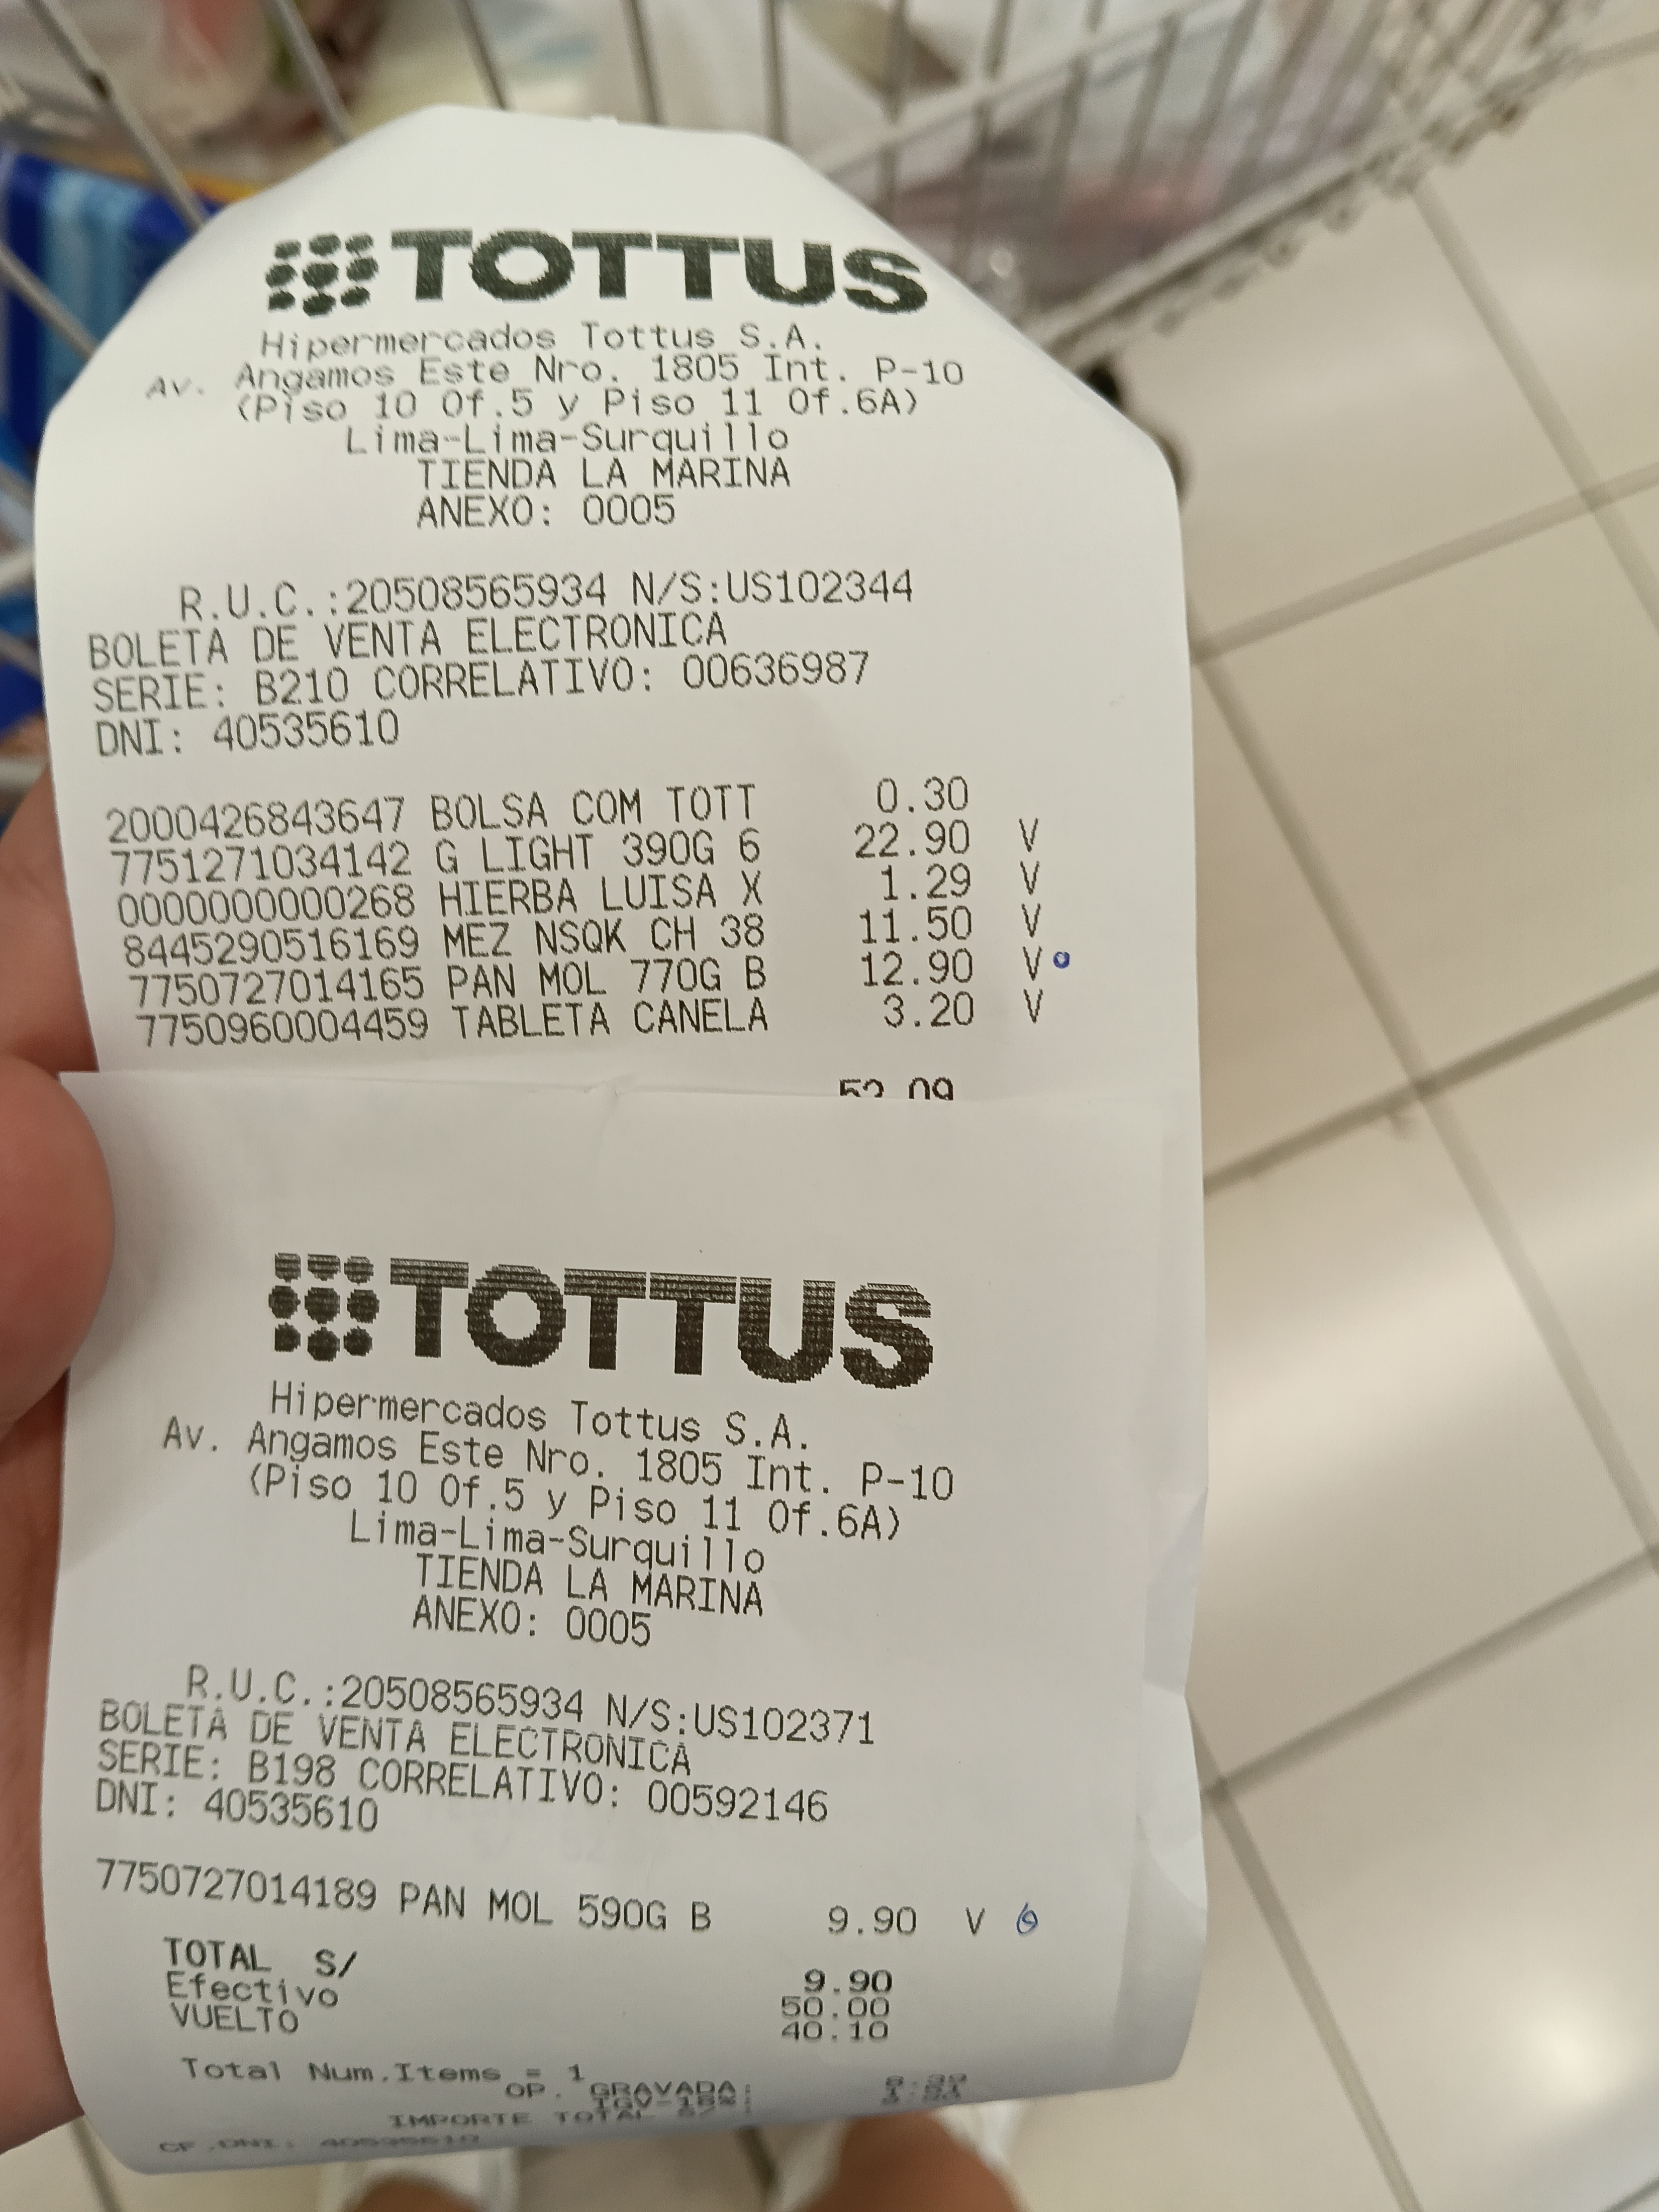 TOTTUS
Hipermercados Tottus S.A.
Av. Angamos Este Nro. 1805 Int. P-10
(Piso 10 Of.5 y Piso 11 Of.6A)
Lima-Lima-Surquillo
TIENDA LA MARINA
ANEXO: 0005
R.U.C.:20508565934 N/S:US102344
BOLETA DE VENTA ELECTRONICA
SERIE: B210 CORRELATIVO: 00636987
DNI: 40535610
2000426843647 BOLSA COM TOTT 0.30
7751271034142 G LIGHT 390G 6 22.90 V
0000000000268 HIERBA LUISA X 1.29 V
8445290516169 MEZ NSQK CH 38 11.50 V
7750727014165 PAN MOL 770G B 12.90 V
7750960004459 TABLETA CANELA 3.20 V
52.09
TOTTUS
Hipermercados Tottus S.A.
Av. Angamos Este Nro. 1805 Int. P-10
(Piso 10 Of.5 y Piso 11 Of.6A)
Lima-Lima-Surquillo
TIENDA LA MARINA
ANEXO: 0005
R.U.C.:20508565934 N/S:US102371
BOLETA DE VENTA ELECTRONICA
SERIE: B198 CORRELATIVO: 00592146
DNI: 40535610
7750727014189 PAN MOL 590G B 9.90 V
TOTAL S/ 9.90
Efectivo 50.00
VUELTO 40.10
Total Num.Items = 1
OP. GRAVADA:
IGV-18%:
IMPORTE TOTAL S/ :
CF.DNI: 40535610